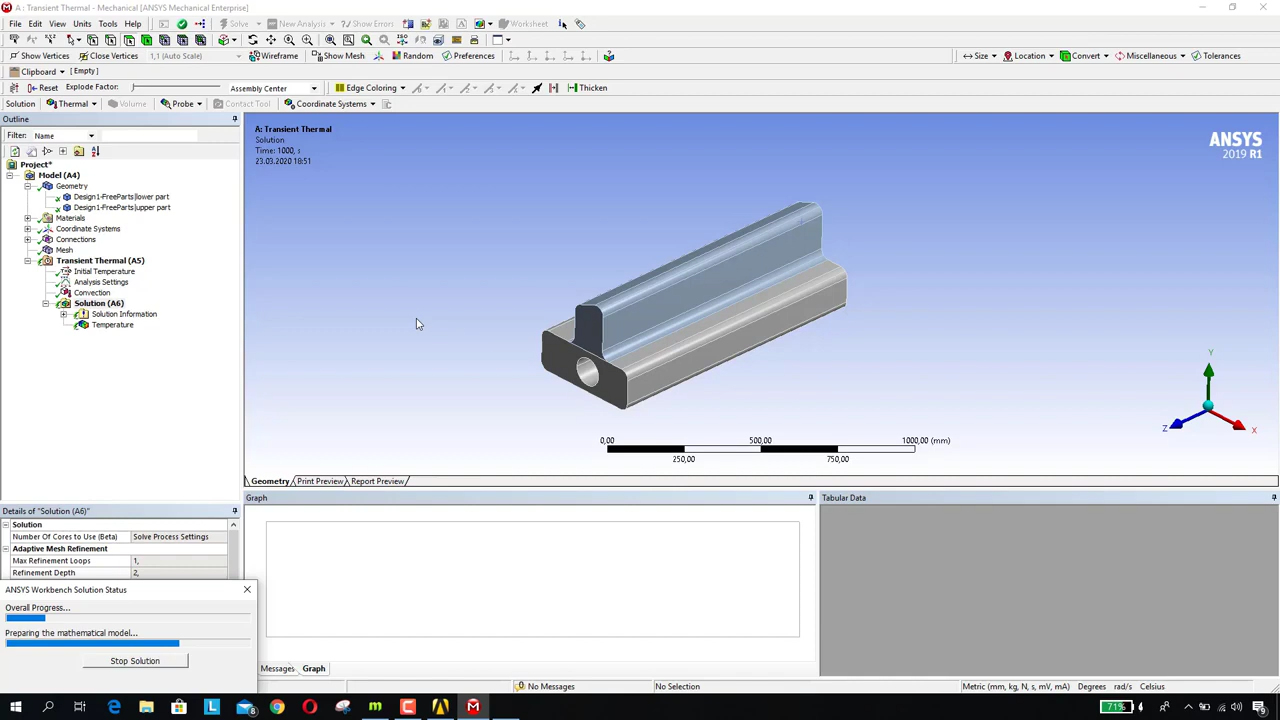 A : Transient Thermal - Mechanical [ANSYS Mechanical Enterprise]
File Edit View Units Tools Help Solve New Analysis Show Errors Worksheet
Show Vertices Close Vertices 1,1 (Auto Scale) Wireframe Show Mesh Random Preferences Size Location Convert Miscellaneous Tolerances
Clipboard [ Empty ]
Reset Explode Factor: Assembly Center Edge Coloring Thicken
Solution Thermal Volume Probe Contact Tool Coordinate Systems
Outline
Filter: Name
Project*
Model (A4)
Geometry
Design1-FreeParts|lower part
Design1-FreeParts|upper part
Materials
Coordinate Systems
Connections
Mesh
Transient Thermal (A5)
Initial Temperature
Analysis Settings
Convection
Solution (A6)
Solution Information
Temperature
A: Transient Thermal
Solution
Time: 1000, s
23.03.2020 18:51
ANSYS
2019 R1
Y
Z
X
0,00 500,00 1000,00 (mm)
250,00 750,00
Geometry Print Preview Report Preview
Details of "Solution (A6)"
Solution
Number Of Cores to Use (Beta) Solve Process Settings
Adaptive Mesh Refinement
Max Refinement Loops 1,
Refinement Depth 2,
ANSYS Workbench Solution Status
Overall Progress...
Preparing the mathematical model...
Stop Solution
Graph
Tabular Data
Messages Graph
No Messages No Selection Metric (mm, kg, N, s, mV, mA) Degrees rad/s Celsius
71%